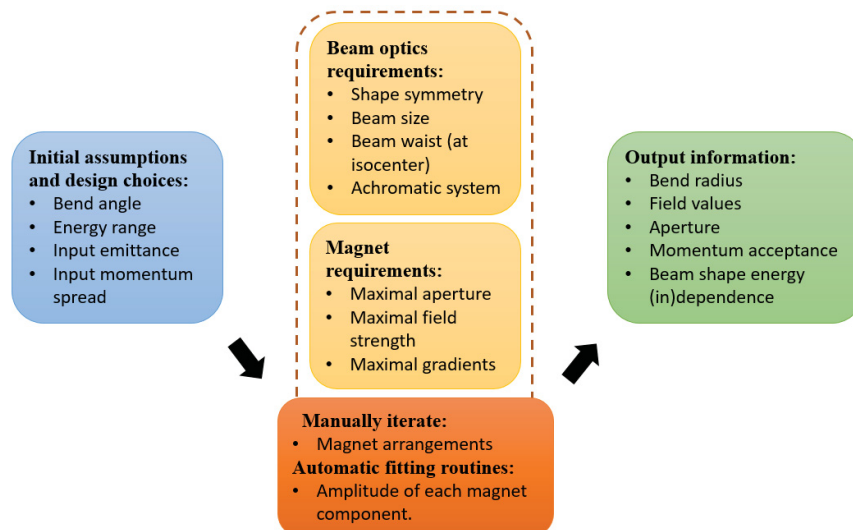 Initial assumptions
and design choices:
• Bend angle
• Energy range
• Input emittance
• Input momentum
spread
Beam optics
requirements:
• Shape symmetry
• Beam size
• Beam waist (at
isocenter)
• Achromatic system
Magnet
requirements:
• Maximal aperture
• Maximal field
strength
• Maximal gradients
Manually iterate:
• Magnet arrangements
Automatic fitting routines:
• Amplitude of each magnet
component.
Output information:
• Bend radius
• Field values
• Aperture
• Momentum acceptance
• Beam shape energy
(in)dependence